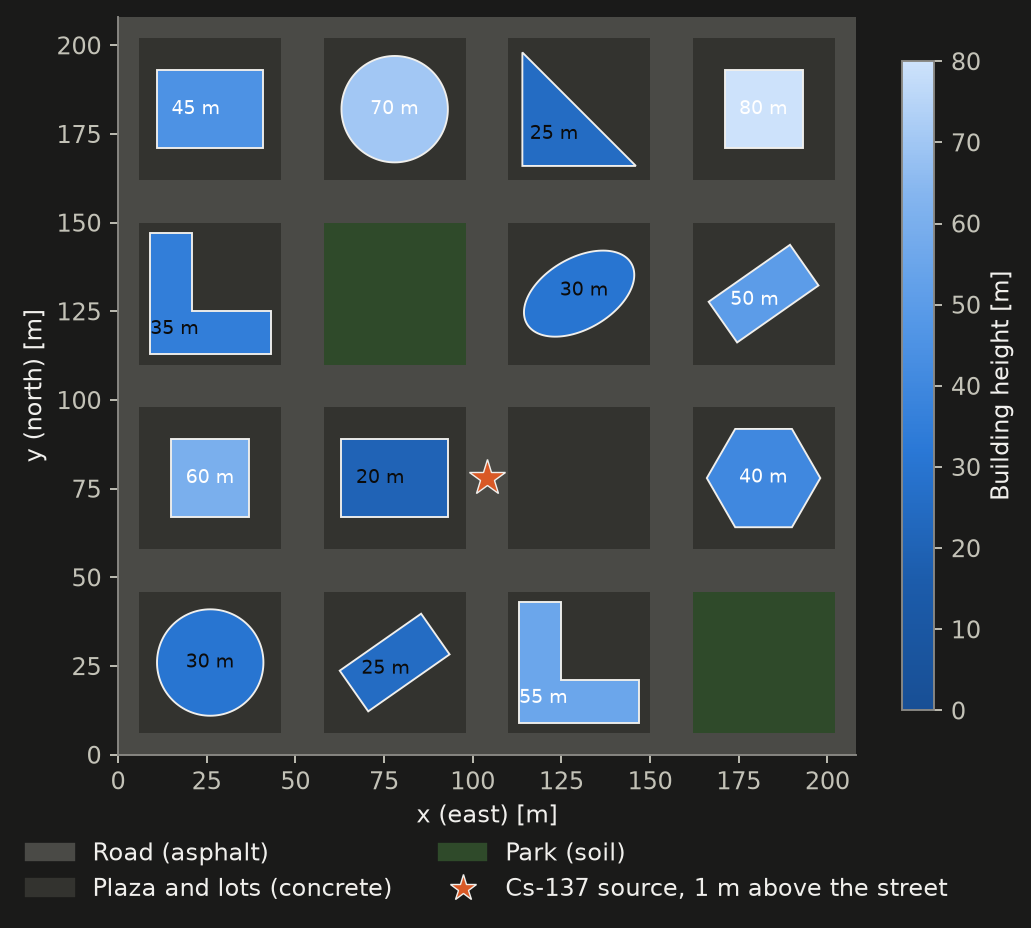 200
175
150
125
100
75
50
25
0
y (north) [m]
45 m
70 m
25 m
80 m
35 m
30 m
50 m
60 m
20 m
40 m
30 m
25 m
55 m
0
25
50
75
100
125
150
175
200
x (east) [m]
80
70
60
50
40
30
20
10
0
Building height [m]
Road (asphalt)
Park (soil)
Plaza and lots (concrete)
Cs-137 source, 1 m above the street